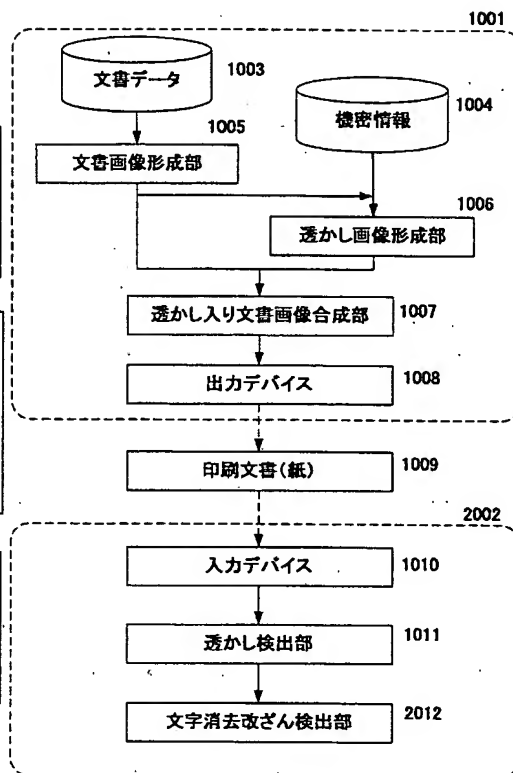 1001
文書データ
1003
機密情報
1004
1005
文書画像形成部
1006
透かし画像形成部
透かし入り文書画像合成部
1007
出力デバイス
1008
印刷文書(紙)
1009
2002
入力デバイス
1010
透かし検出部
1011
文字消去改ざん検出部
2012